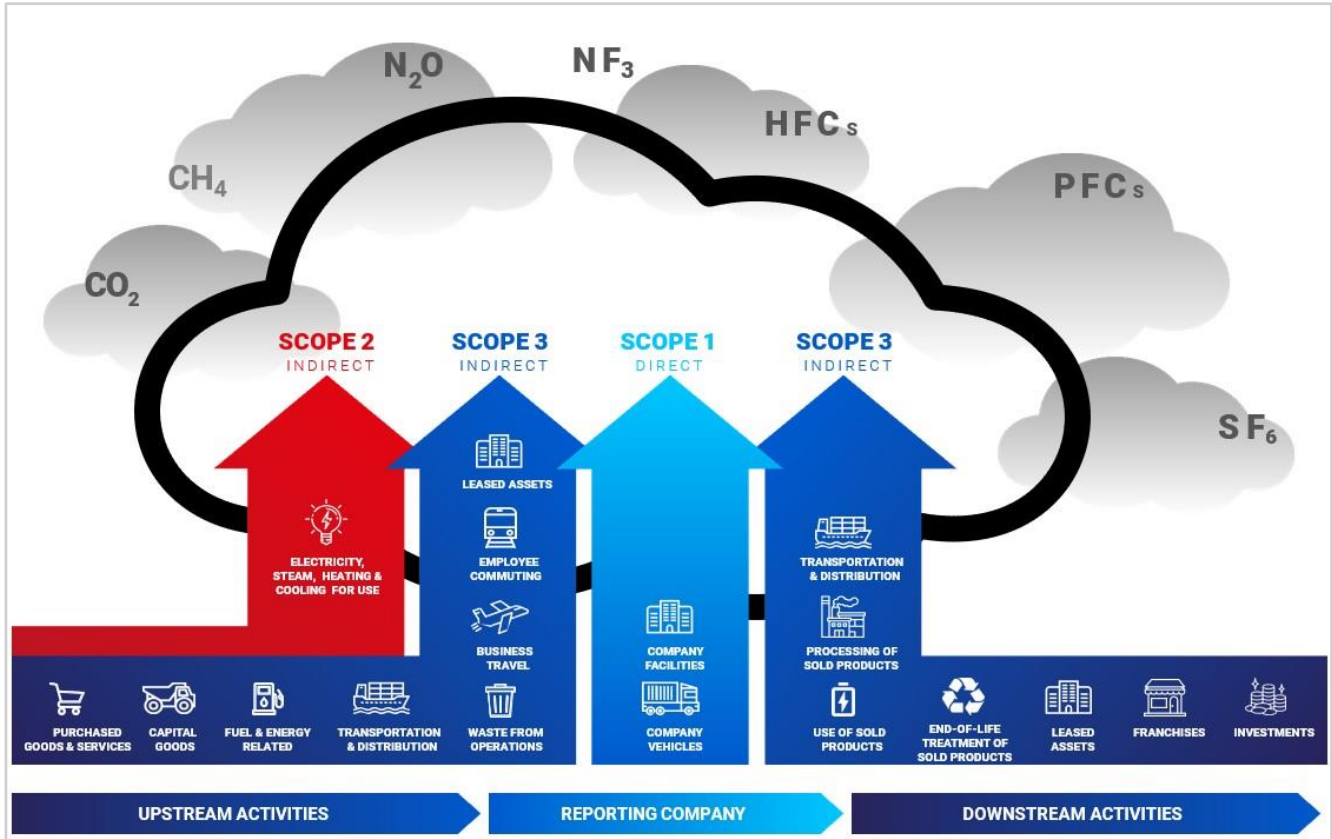 N₂O
NF₃
HFCs
CH₄
PFCs
CO₂
SF₆
SCOPE 2
INDIRECT
SCOPE 3
INDIRECT
SCOPE 1
DIRECT
SCOPE 3
INDIRECT
ELECTRICITY,
STEAM, HEATING &
COOLING FOR USE
LEASED ASSETS
EMPLOYEE
COMMUTING
BUSINESS
TRAVEL
COMPANY
FACILITIES
TRANSPORTATION
& DISTRIBUTION
PROCESSING OF
SOLD PRODUCTS
PURCHASED
GOODS & SERVICES
CAPITAL
GOODS
FUEL & ENERGY
RELATED
TRANSPORTATION
& DISTRIBUTION
WASTE FROM
OPERATIONS
COMPANY
VEHICLES
USE OF SOLD
PRODUCTS
END-OF-LIFE
TREATMENT OF
SOLD PRODUCTS
LEASED
ASSETS
FRANCHISES
INVESTMENTS
UPSTREAM ACTIVITIES
REPORTING COMPANY
DOWNSTREAM ACTIVITIES